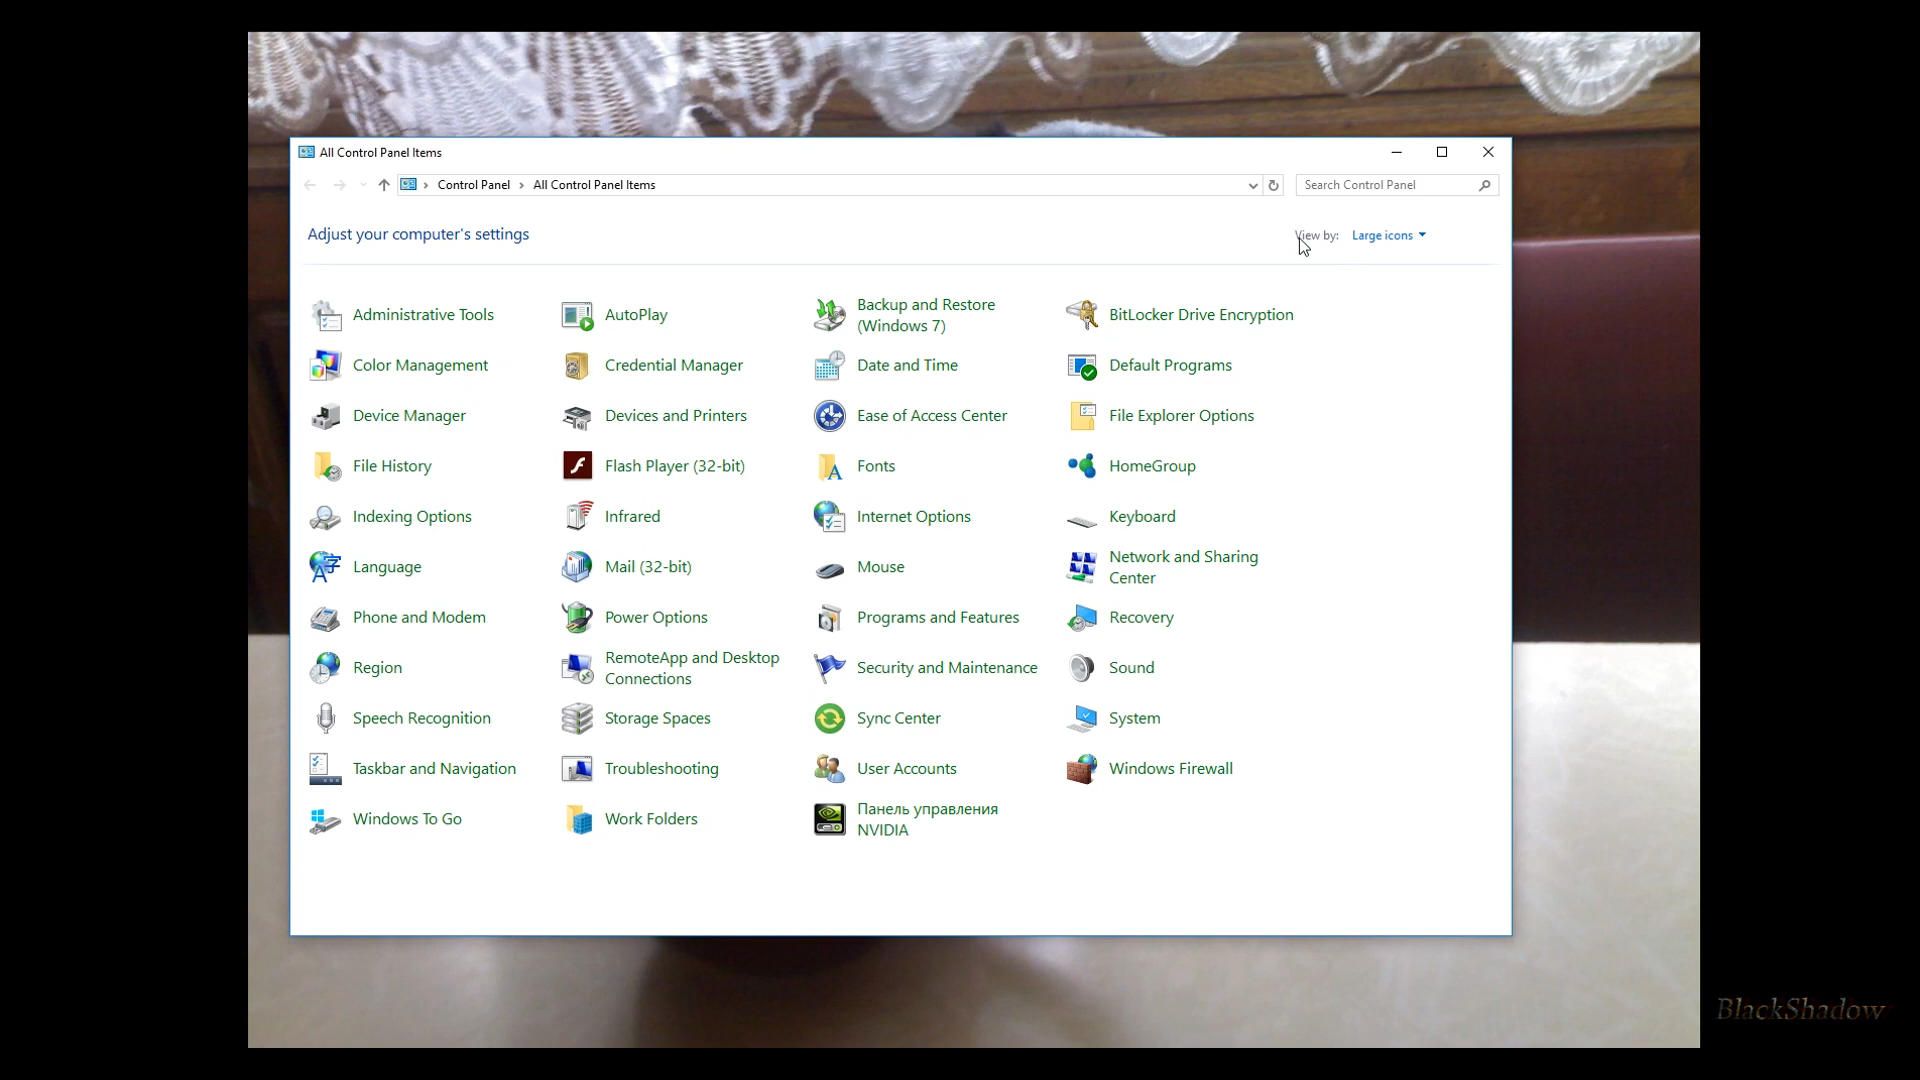 All Control Panel Items
Control Panel > All Control Panel Items
Search Control Panel
Adjust your computer's settings
View by: Large icons
Administrative Tools
AutoPlay
Backup and Restore
(Windows 7)
BitLocker Drive Encryption
Color Management
Credential Manager
Date and Time
Default Programs
Device Manager
Devices and Printers
Ease of Access Center
File Explorer Options
File History
Flash Player (32-bit)
Fonts
HomeGroup
Indexing Options
Infrared
Internet Options
Keyboard
Language
Mail (32-bit)
Mouse
Network and Sharing
Center
Phone and Modem
Power Options
Programs and Features
Recovery
Region
RemoteApp and Desktop
Connections
Security and Maintenance
Sound
Speech Recognition
Storage Spaces
Sync Center
System
Taskbar and Navigation
Troubleshooting
User Accounts
Windows Firewall
Windows To Go
Work Folders
Панель управления
NVIDIA
BlackShadow